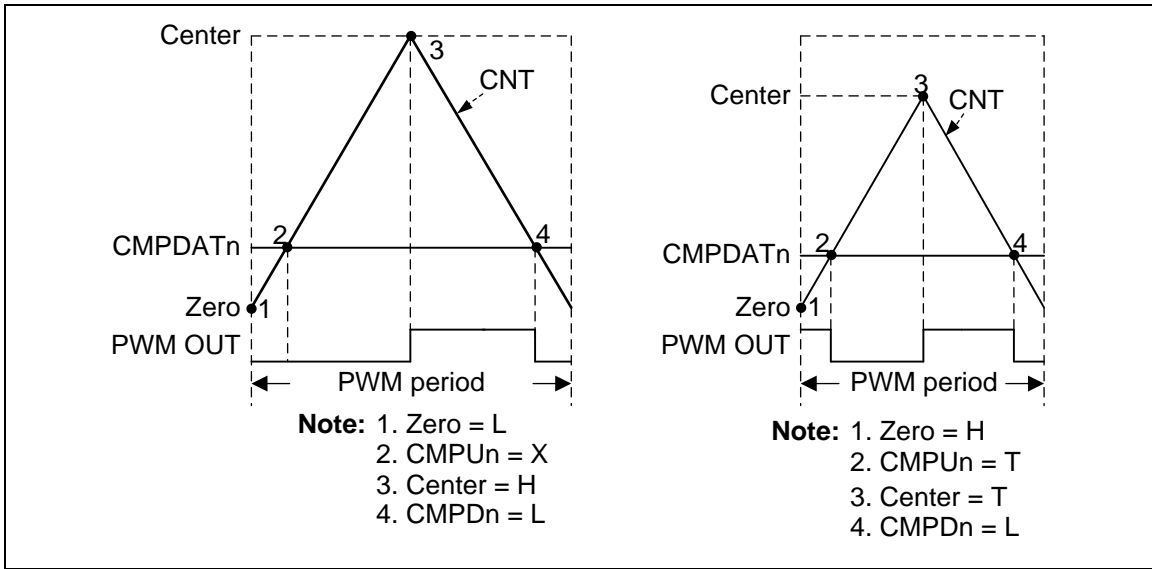 Center
3
CNT
CMPDATn
2
4
Zero
1
PWM OUT
PWM period
Note: 1. Zero = L
2. CMPUn = X
3. Center = H
4. CMPDn = L
Center
3
CNT
CMPDATn
2
4
Zero
1
PWM OUT
PWM period
Note: 1. Zero = H
2. CMPUn = T
3. Center = T
4. CMPDn = L